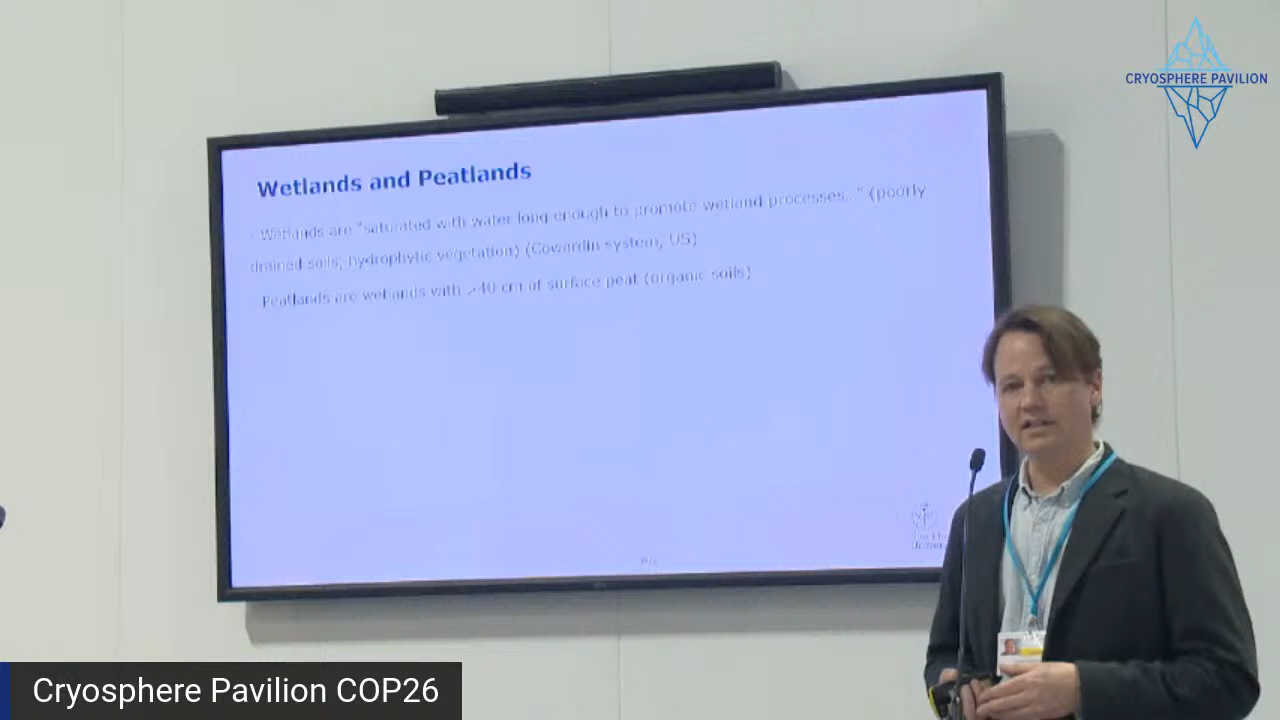 CRYOSPHERE PAVILION
Wetlands and Peatlands
Wetlands are "saturated with water long enough to promote wetland processes. " (poorly
drained soils, hydrophytic vegetation) (Cowardin system, US)
Peatlands are wetlands with >40 cm of surface peat (organic soils)
Cryosphere Pavilion COP26